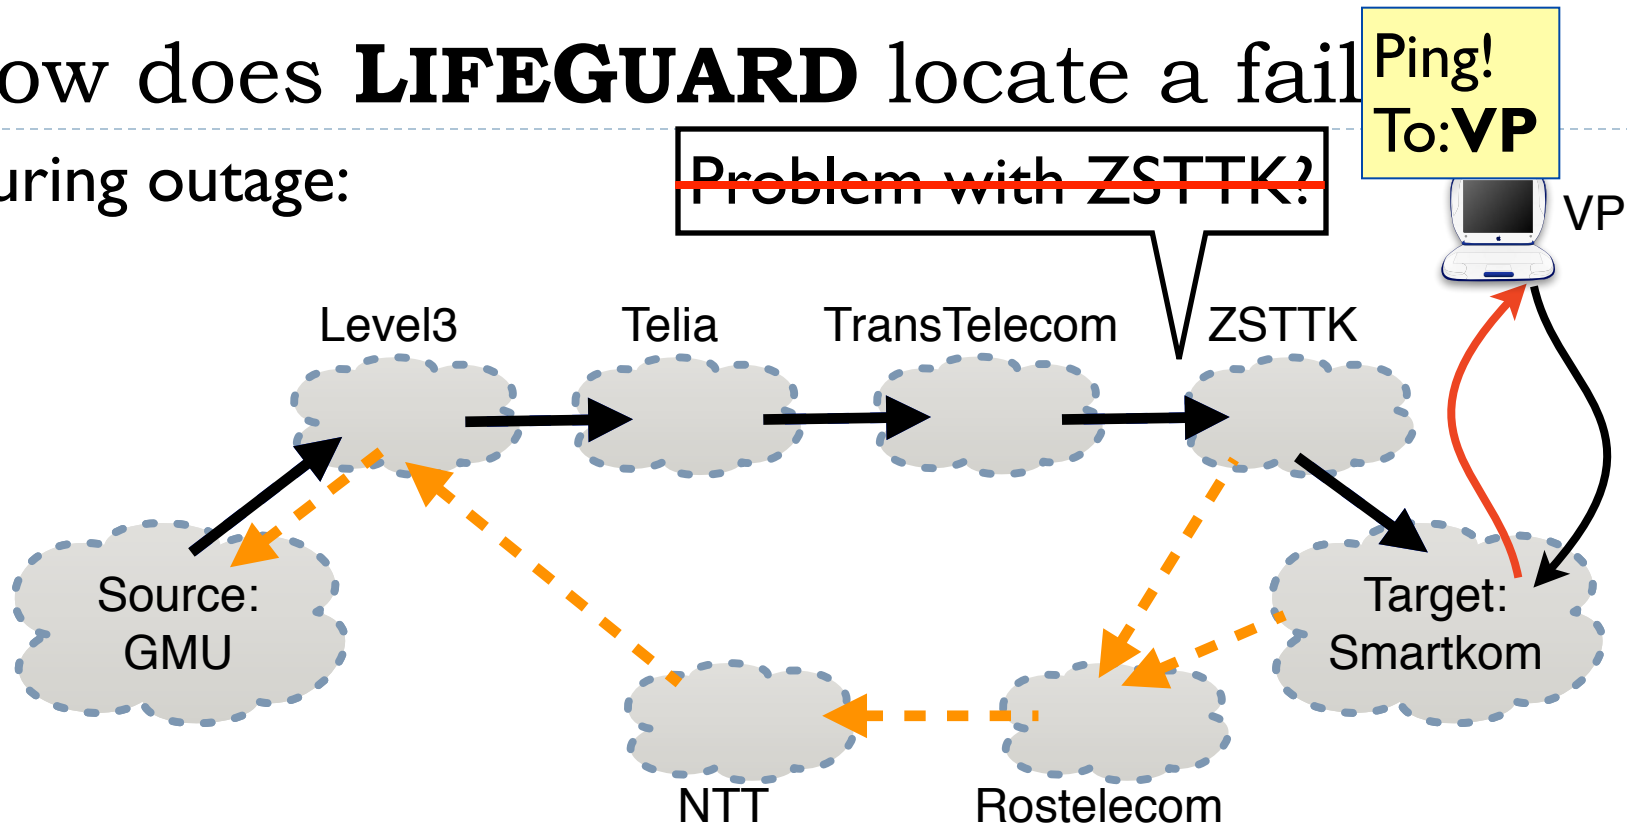 ow does LIFEGUARD locate a fail
Ping!
To:VP
uring outage:
Problem with ZSTTK?
VP
Level3
Telia
TransTelecom
ZSTTK
Source:
GMU
Target:
Smartkom
NTT
Rostelecom